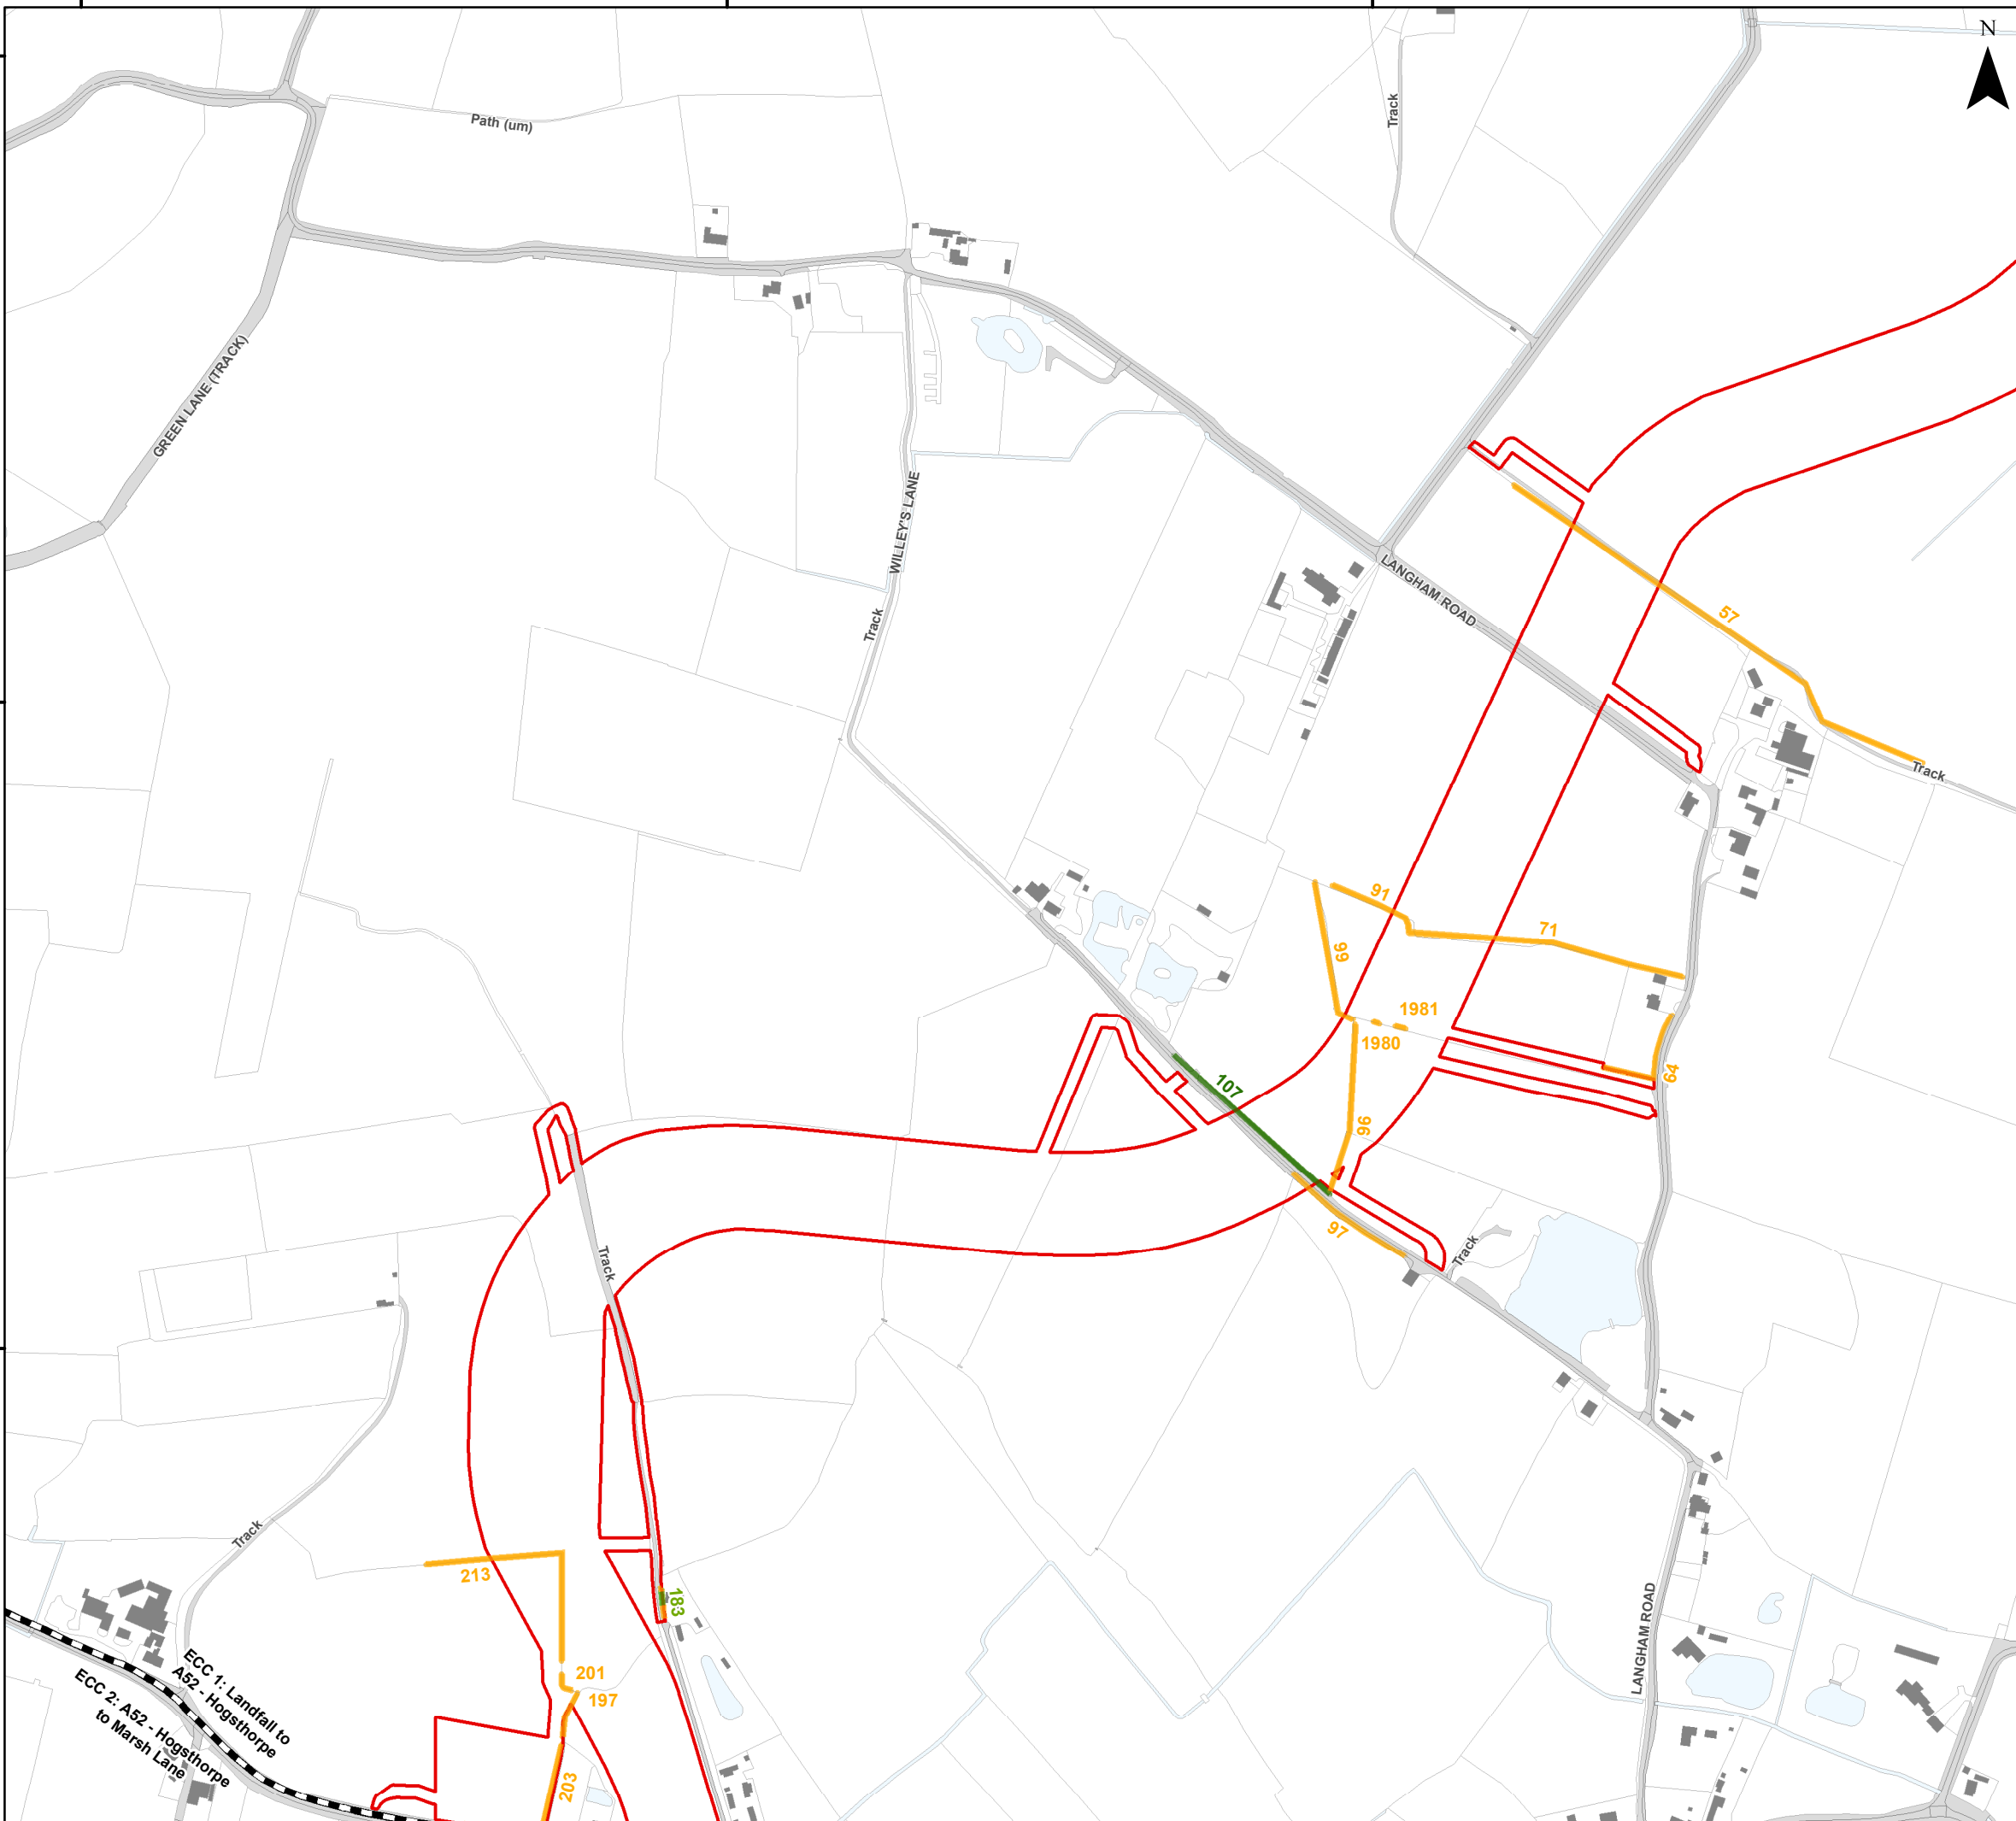 N
Path (um)
Track
GREEN LANE (TRACK)
WILLEY'S LANE
Track
LANGHAM ROAD
57
Track
91
71
99
1981
1980
64
107
96
97
Track
Track
Track
213
183
201
197
203
ECC 1: Landfall to
A52 - Hogsthorpe
ECC 2: A52 - Hogsthorpe
to Marsh Lane
LANGHAM ROAD